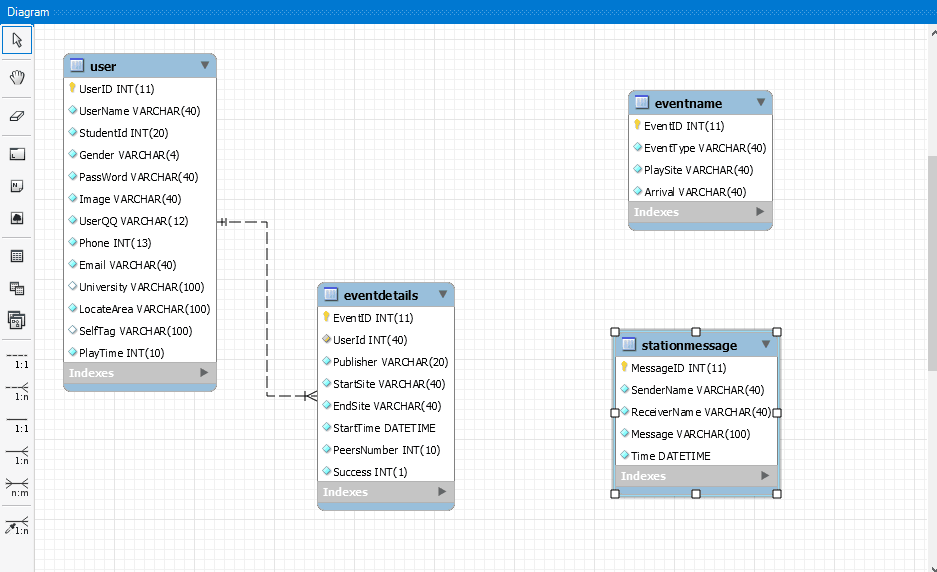 Diagram
user
UserID INT(11)
UserName VARCHAR(40)
StudentId INT(20)
Gender VARCHAR(4)
PassWord VARCHAR(40)
Image VARCHAR(40)
UserQQ VARCHAR(12)
Phone INT(13)
Email VARCHAR(40)
University VARCHAR(100)
LocateArea VARCHAR(100)
SelfTag VARCHAR(100)
PlayTime INT(10)
Indexes
eventdetails
EventID INT(11)
UserId INT(40)
Publisher VARCHAR(20)
StartSite VARCHAR(40)
EndSite VARCHAR(40)
StartTime DATETIME
PeersNumber INT(10)
Success INT(1)
Indexes
eventname
EventID INT(11)
EventType VARCHAR(40)
PlaySite VARCHAR(40)
Arrival VARCHAR(40)
Indexes
stationmessage
MessageID INT(11)
SenderName VARCHAR(40)
ReceiverName VARCHAR(40)
Message VARCHAR(100)
Time DATETIME
Indexes
1:1
1:n
1:1
1:n
n:m
1:n